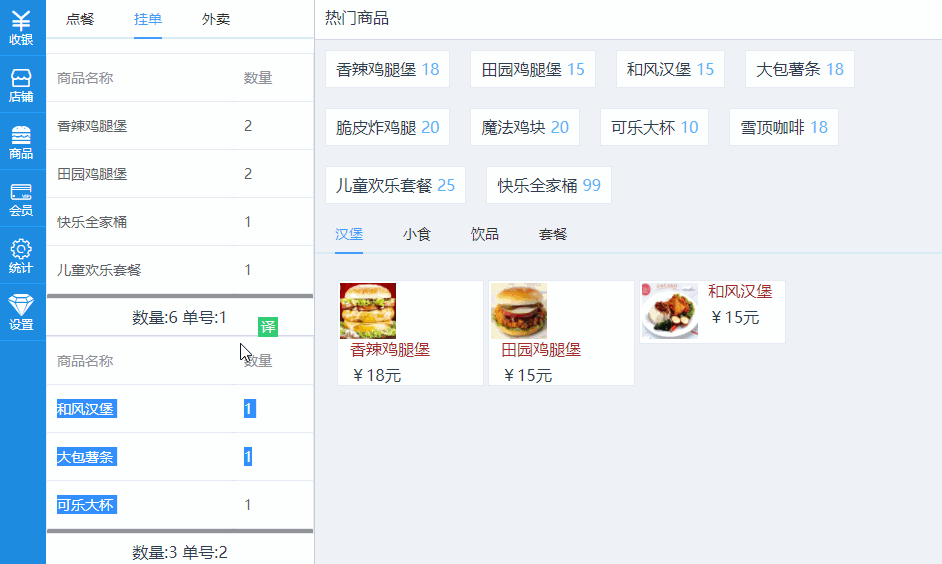 收银
店铺
商品
会员
统计
设置
点餐 挂单 外卖
商品名称 数量
香辣鸡腿堡 2
田园鸡腿堡 2
快乐全家桶 1
儿童欢乐套餐 1
数量:6 单号:1
译
商品名称 数量
和风汉堡 1
大包薯条 1
可乐大杯 1
数量:3 单号:2
热门商品
香辣鸡腿堡 18 田园鸡腿堡 15 和风汉堡 15 大包薯条 18
脆皮炸鸡腿 20 魔法鸡块 20 可乐大杯 10 雪顶咖啡 18
儿童欢乐套餐 25 快乐全家桶 99
汉堡 小食 饮品 套餐
香辣鸡腿堡
￥18元
田园鸡腿堡
￥15元
和风汉堡
￥15元